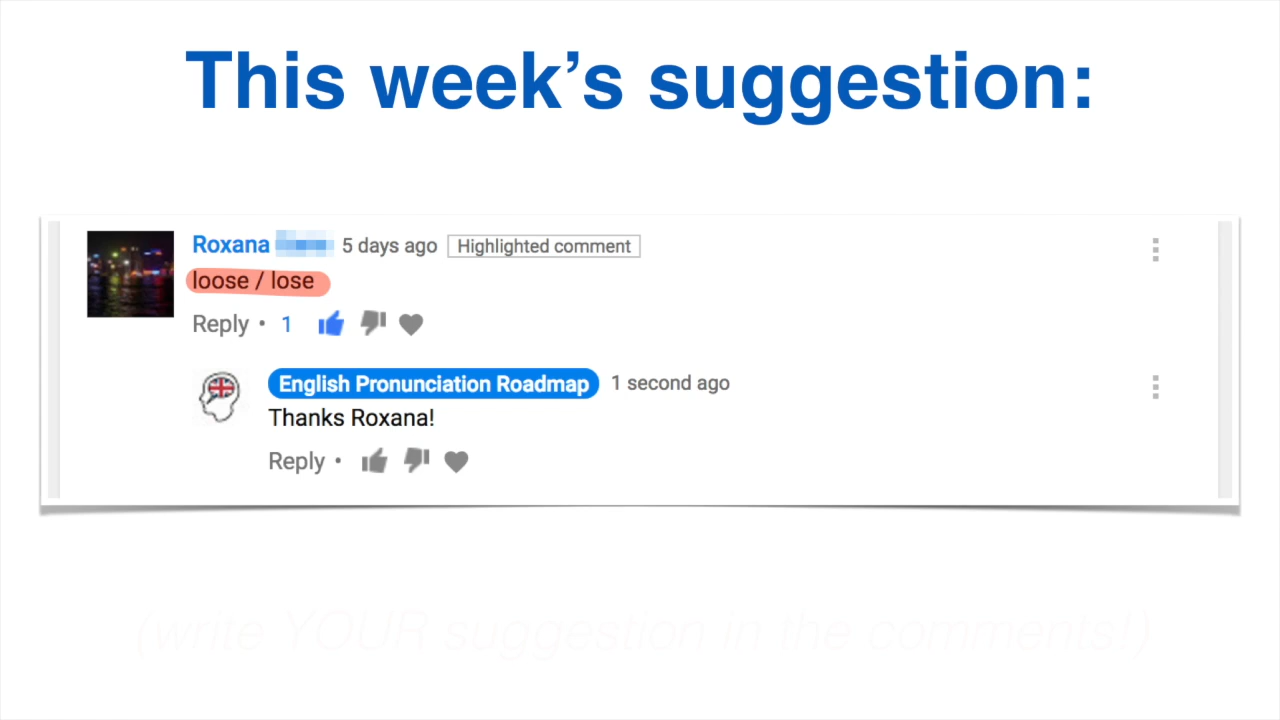 This week’s suggestion:
Roxana 5 days ago Highlighted comment
loose / lose
Reply • 1
English Pronunciation Roadmap 1 second ago
Thanks Roxana!
Reply •
(write YOUR suggestion in the comments!)